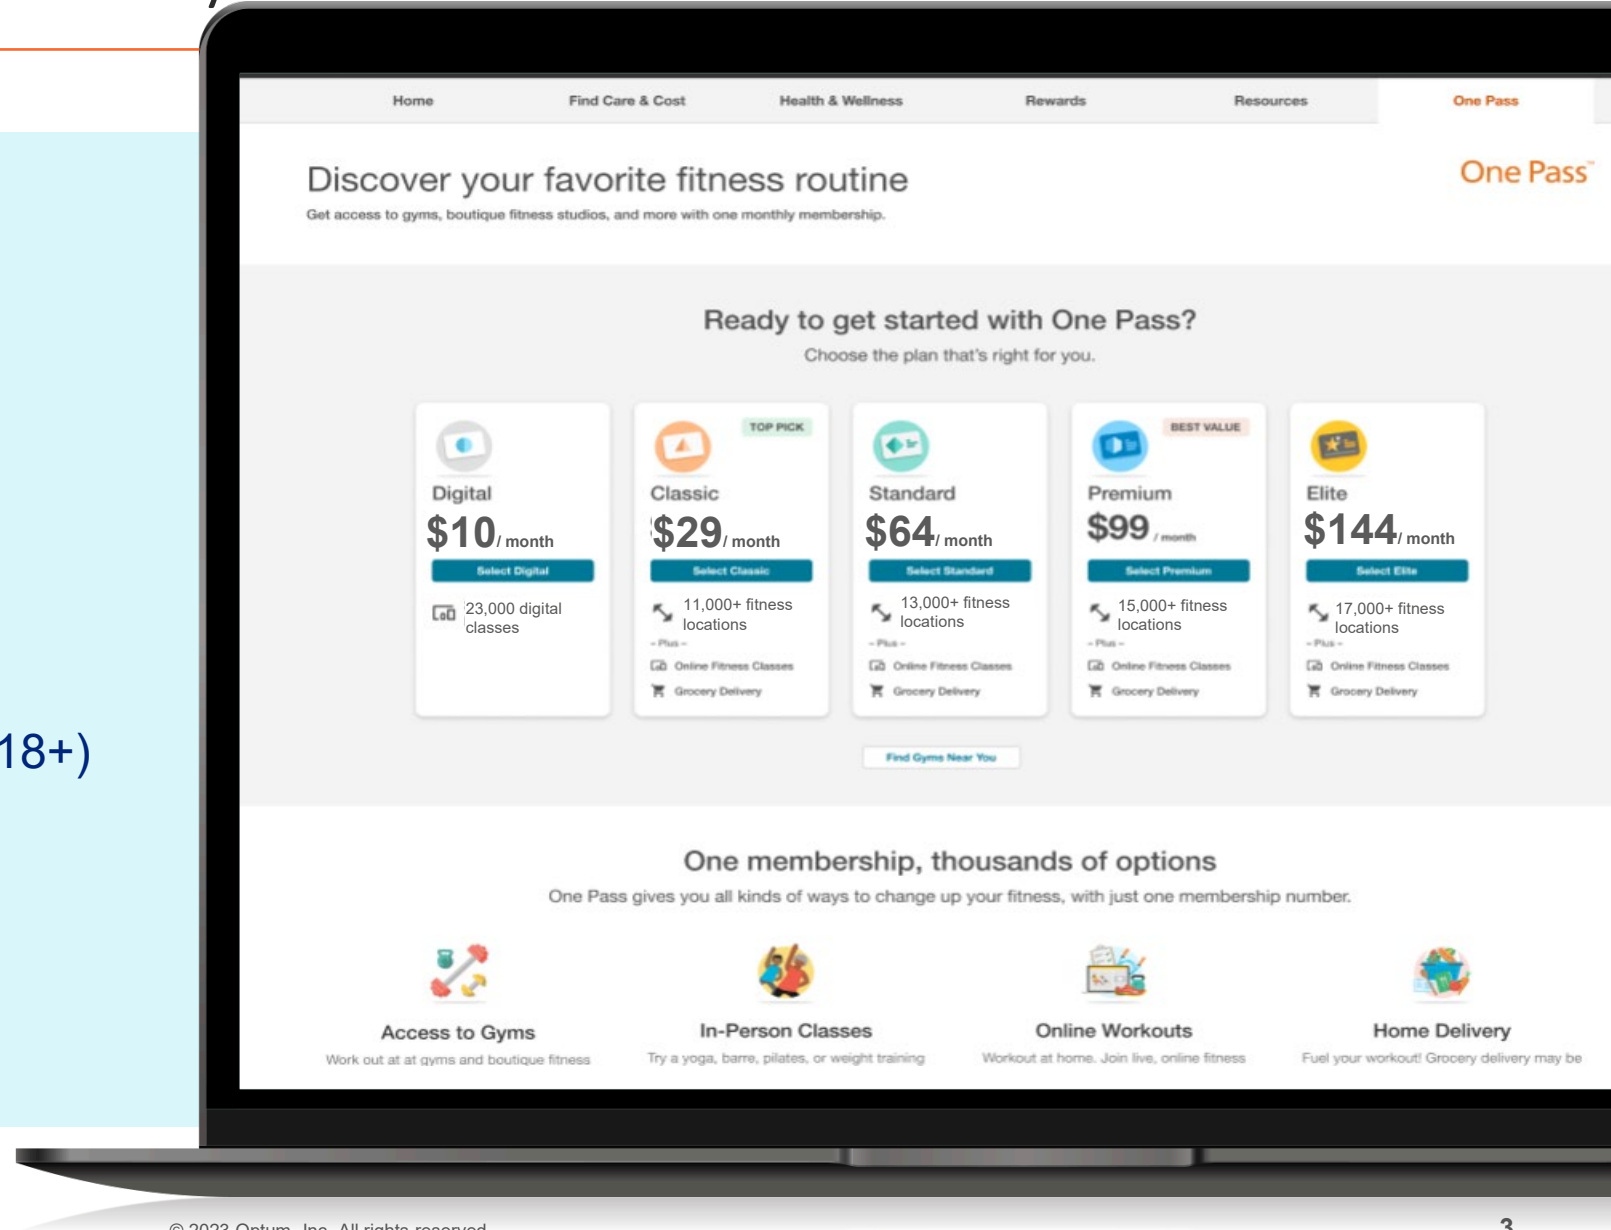 18+)
Home Find Care & Cost Health & Wellness Rewards Resources One Pass
Discover your favorite fitness routine
One Pass™
Get access to gyms, boutique fitness studios, and more with one monthly membership.
Ready to get started with One Pass?
Choose the plan that's right for you.
Digital
$10/ month
Select Digital
23,000 digital
classes
TOP PICK
Classic
$29/ month
Select Classic
11,000+ fitness
locations
- Plus -
Online Fitness Classes
Grocery Delivery
Standard
$64/ month
Select Standard
13,000+ fitness
locations
- Plus -
Online Fitness Classes
Grocery Delivery
BEST VALUE
Premium
$99 / month
Select Premium
15,000+ fitness
locations
- Plus -
Online Fitness Classes
Grocery Delivery
Elite
$144/ month
Select Elite
17,000+ fitness
locations
- Plus -
Online Fitness Classes
Grocery Delivery
Find Gyms Near You
One membership, thousands of options
One Pass gives you all kinds of ways to change up your fitness, with just one membership number.
Access to Gyms
Work out at at gyms and boutique fitness
In-Person Classes
Try a yoga, barre, pilates, or weight training
Online Workouts
Workout at home. Join live, online fitness
Home Delivery
Fuel your workout! Grocery delivery may be
© 2023 Optum, Inc. All rights reserved.
3